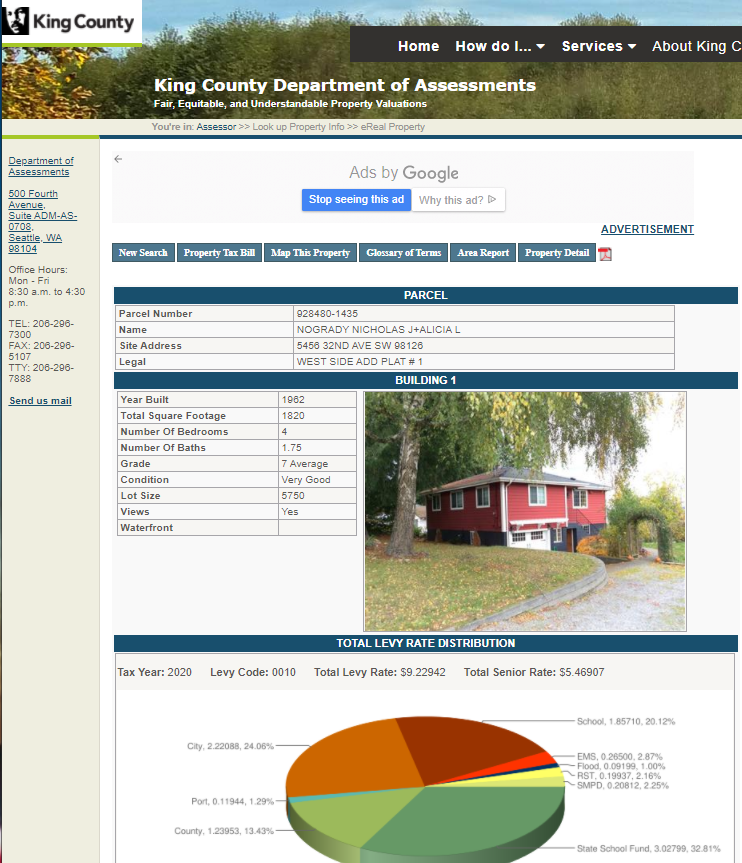 King County
Home How do I... Services About King C
King County Department of Assessments
Fair, Equitable, and Understandable Property Valuations
You're in: Assessor >> Look up Property Info >> eReal Property
Department of
Assessments
500 Fourth
Avenue,
Suite ADM-AS-
0708,
Seattle, WA
98104
Office Hours:
Mon - Fri
8:30 a.m. to 4:30
p.m.
TEL: 206-296-
7300
FAX: 206-296-
5107
TTY: 206-296-
7888
Send us mail
Ads by Google
Stop seeing this ad Why this ad?
ADVERTISEMENT
New Search Property Tax Bill Map This Property Glossary of Terms Area Report Property Detail
PARCEL
Parcel Number 928480-1435
Name NOGRADY NICHOLAS J+ALICIA L
Site Address 5456 32ND AVE SW 98126
Legal WEST SIDE ADD PLAT # 1
BUILDING 1
Year Built 1962
Total Square Footage 1820
Number Of Bedrooms 4
Number Of Baths 1.75
Grade 7 Average
Condition Very Good
Lot Size 5750
Views Yes
Waterfront
TOTAL LEVY RATE DISTRIBUTION
Tax Year: 2020 Levy Code: 0010 Total Levy Rate: $9.22942 Total Senior Rate: $5.46907
School, 1.85710, 20.12%
City, 2.22088, 24.06%
EMS, 0.26500, 2.87%
Flood, 0.09199, 1.00%
RST, 0.19937, 2.16%
SMPD, 0.20812, 2.25%
Port, 0.11944, 1.29%
County, 1.23953, 13.43%
State School Fund, 3.02799, 32.81%